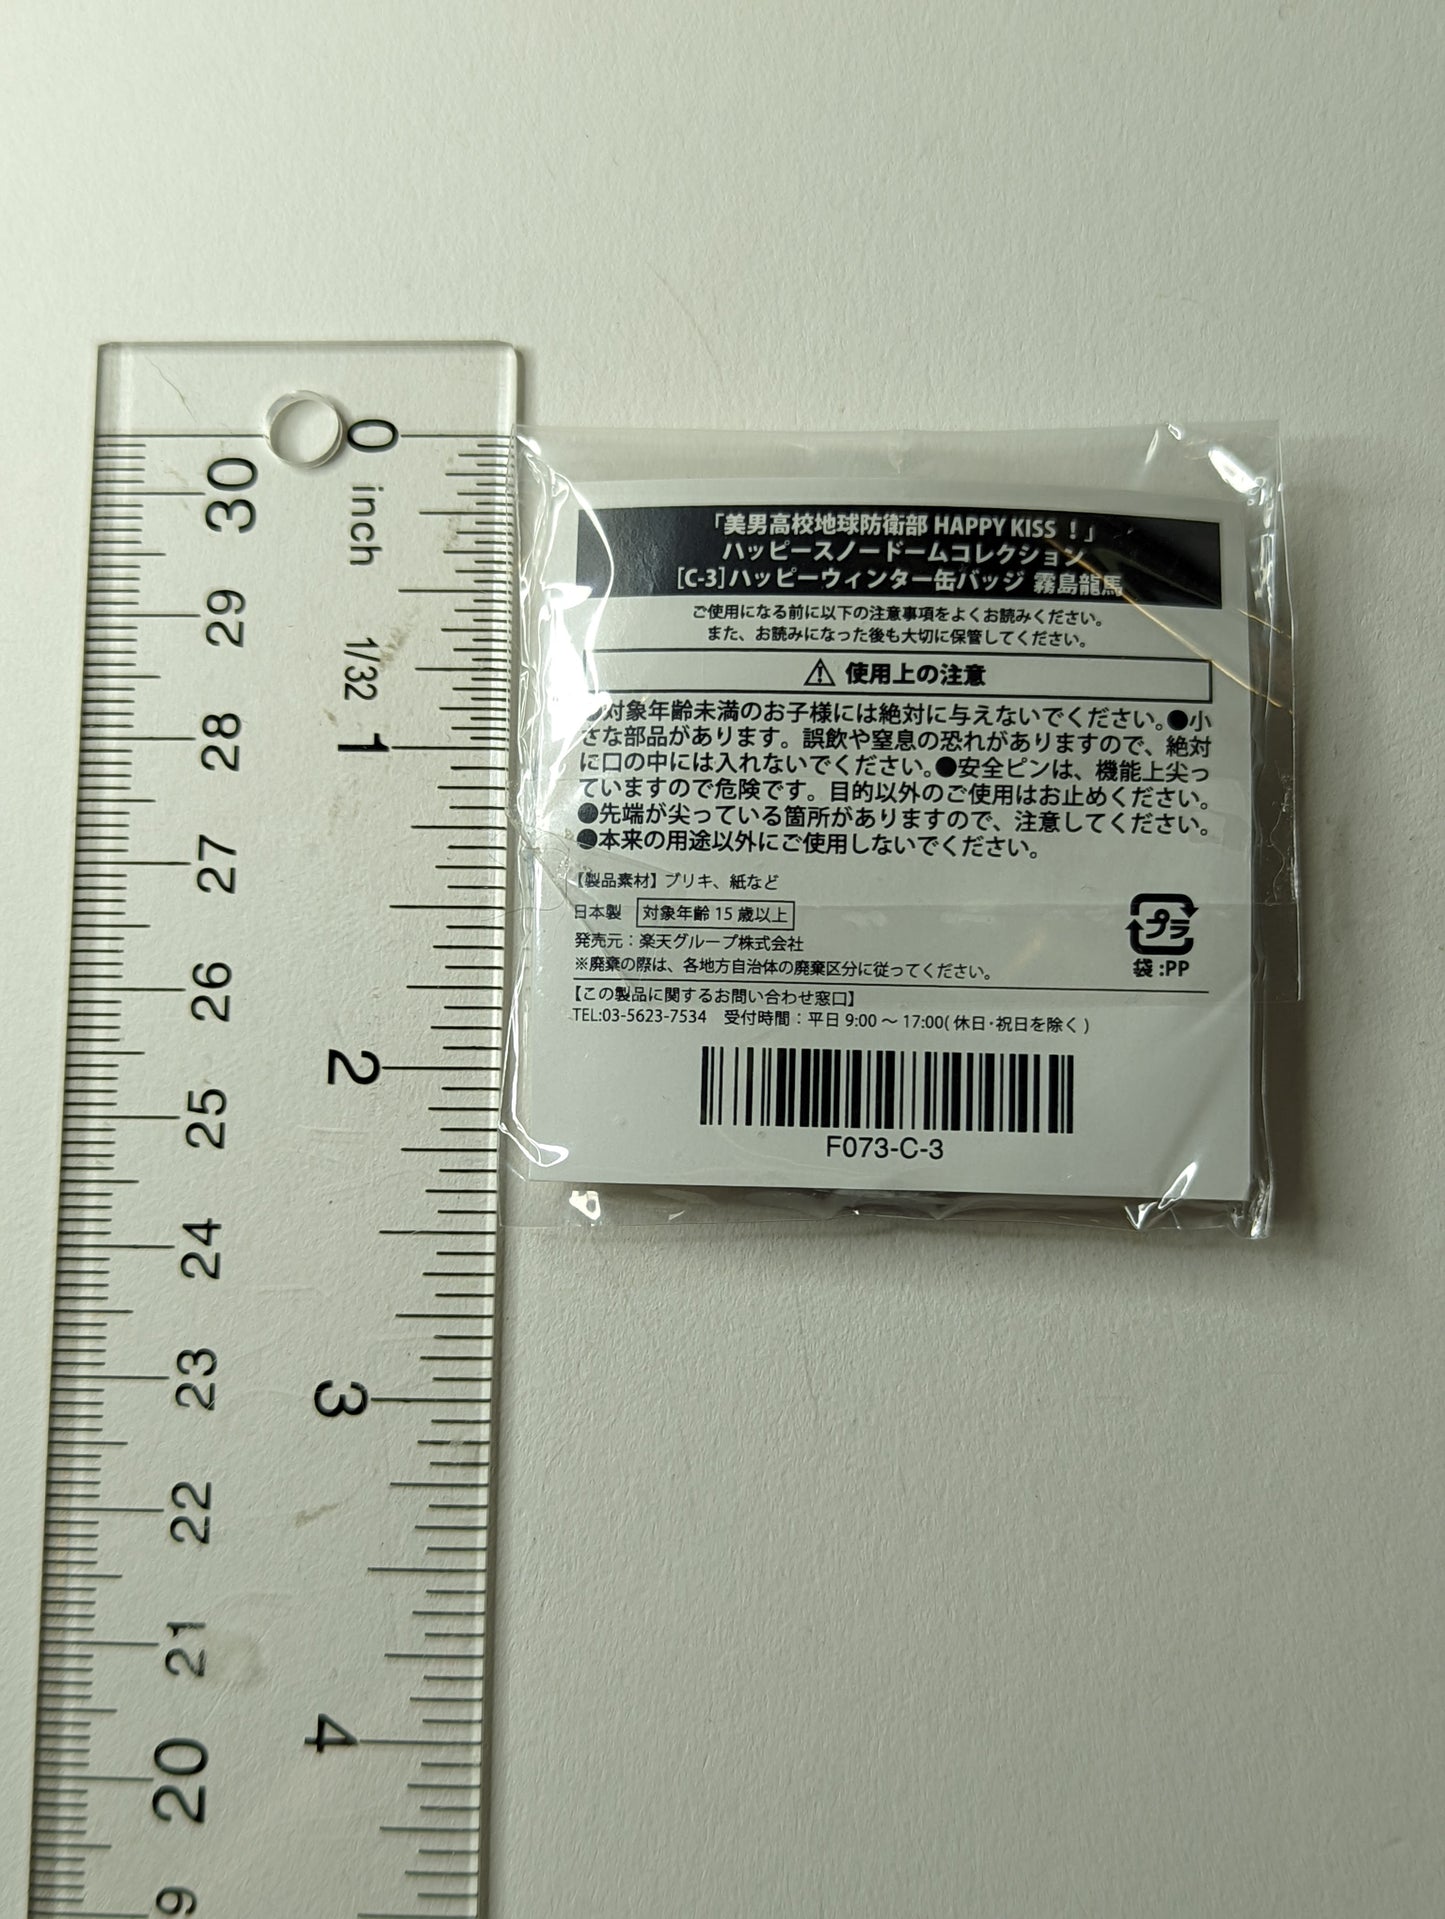 「美男高校地球防衛部 HAPPY KISS！」
ハッピースノードームコレクション
[C-3]ハッピーウィンター缶バッジ 霧島龍馬
ご使用になる前に以下の注意事項をよくお読みください。
また、お読みになった後も大切に保管してください。
⚠ 使用上の注意
●対象年齢未満のお子様には絶対に与えないでください。●小
さな部品があります。誤飲や窒息の恐れがありますので、絶対
に口の中には入れないでください。●安全ピンは、機能上尖っ
ていますので危険です。目的以外のご使用はお止めください。
●先端が尖っている箇所がありますので、注意してください。
●本来の用途以外にご使用しないでください。
【製品素材】ブリキ、紙など
日本製 対象年齢 15 歳以上
発売元：楽天グループ株式会社
※廃棄の際は、各地方自治体の廃棄区分に従ってください。
プラ
袋:PP
【この製品に関するお問い合わせ窓口】
TEL:03-5623-7534 受付時間：平日 9:00 〜 17:00( 休日･祝日を除く )
F073-C-3
0 inch 1/32 1 2 3 4
30 29 28 27 26 25 24 23 22 21 20 9